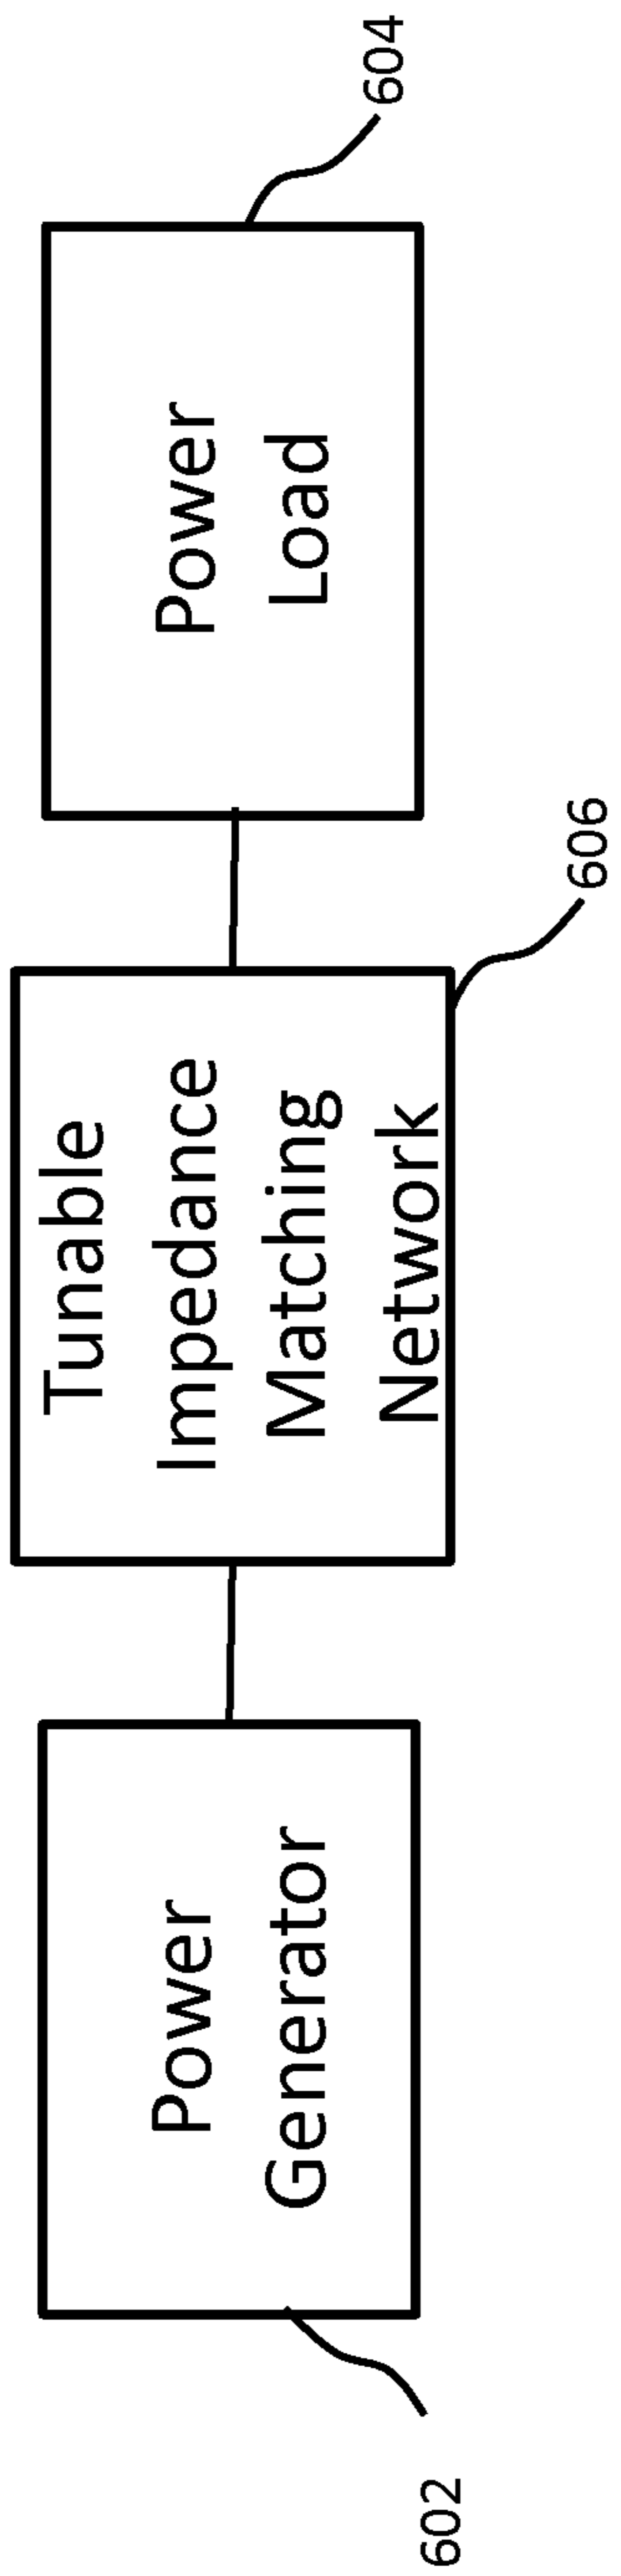 Power
Generator
602
Tunable
Impedance
Matching
Network
606
Power
Load
604